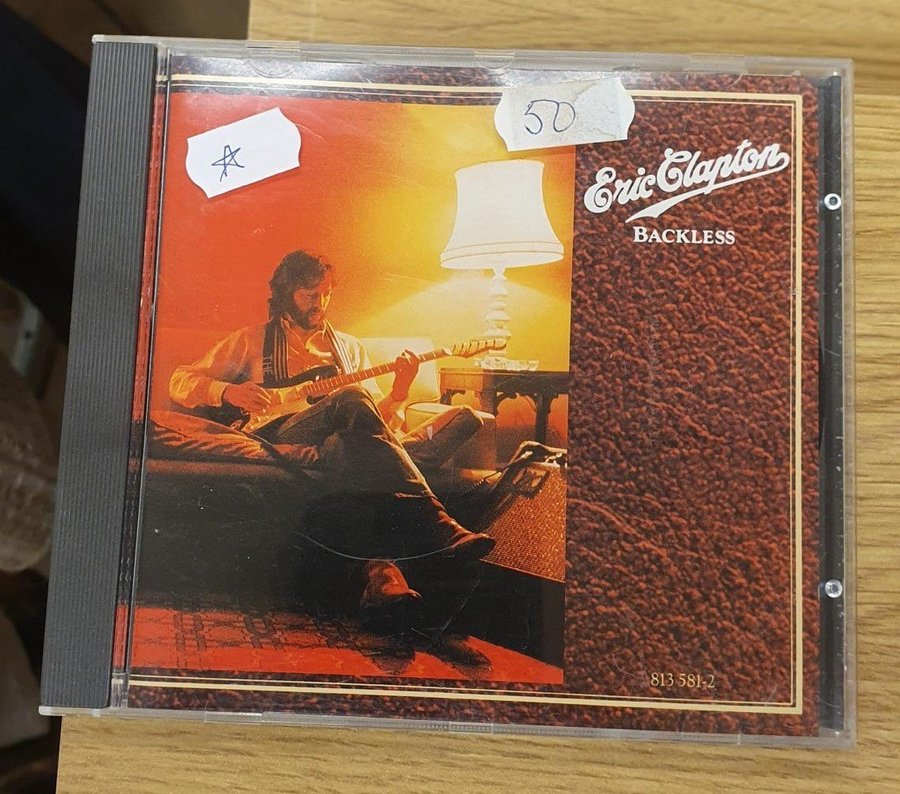 50
Eric Clapton
BACKLESS
813 581-2